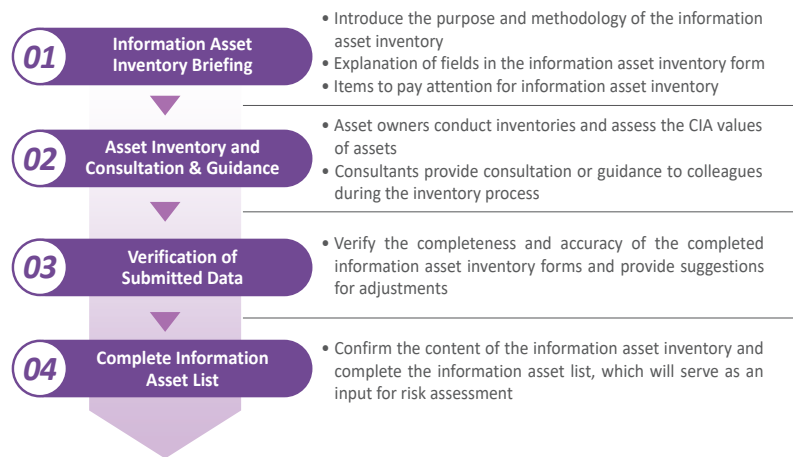 01
Information Asset
Inventory Briefing
• Introduce the purpose and methodology of the information
asset inventory
• Explanation of fields in the information asset inventory form
• Items to pay attention for information asset inventory
02
Asset Inventory and
Consultation & Guidance
• Asset owners conduct inventories and assess the CIA values
of assets
• Consultants provide consultation or guidance to colleagues
during the inventory process
03
Verification of
Submitted Data
• Verify the completeness and accuracy of the completed
information asset inventory forms and provide suggestions
for adjustments
04
Complete Information
Asset List
• Confirm the content of the information asset inventory and
complete the information asset list, which will serve as an
input for risk assessment